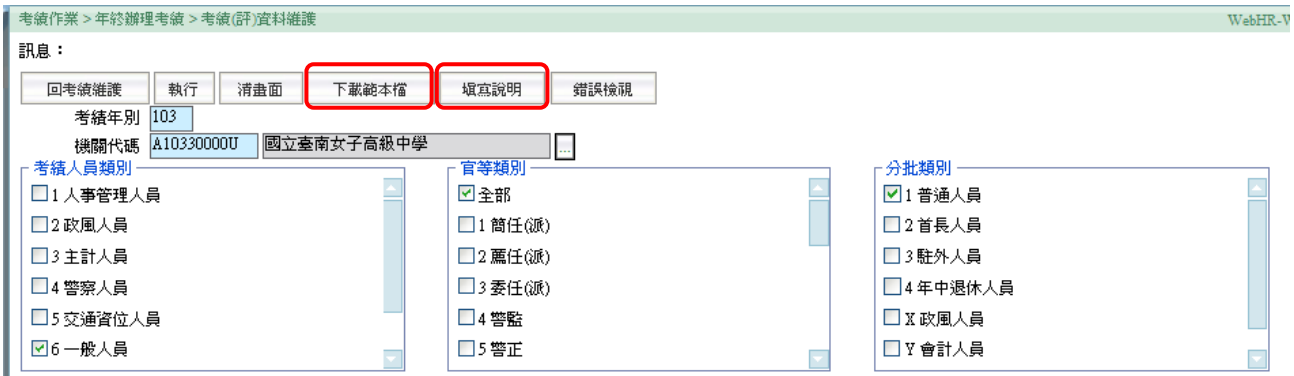 考績作業 > 年終辦理考績 > 考績(評)資料維護 WebHR-W
訊息：
回考績維護 執行 清畫面 下載範本檔 填寫說明 錯誤檢視
考績年別 103
機關代碼 A10330000U 國立臺南女子高級中學 ...
考績人員類別 官等類別 分批類別
1 人事管理人員 全部 1 普通人員
2 政風人員 1 簡任(派) 2 首長人員
3 主計人員 2 薦任(派) 3 駐外人員
4 警察人員 3 委任(派) 4 年中退休人員
5 交通資位人員 4 警監 X 政風人員
6 一般人員 5 警正 Y 會計人員